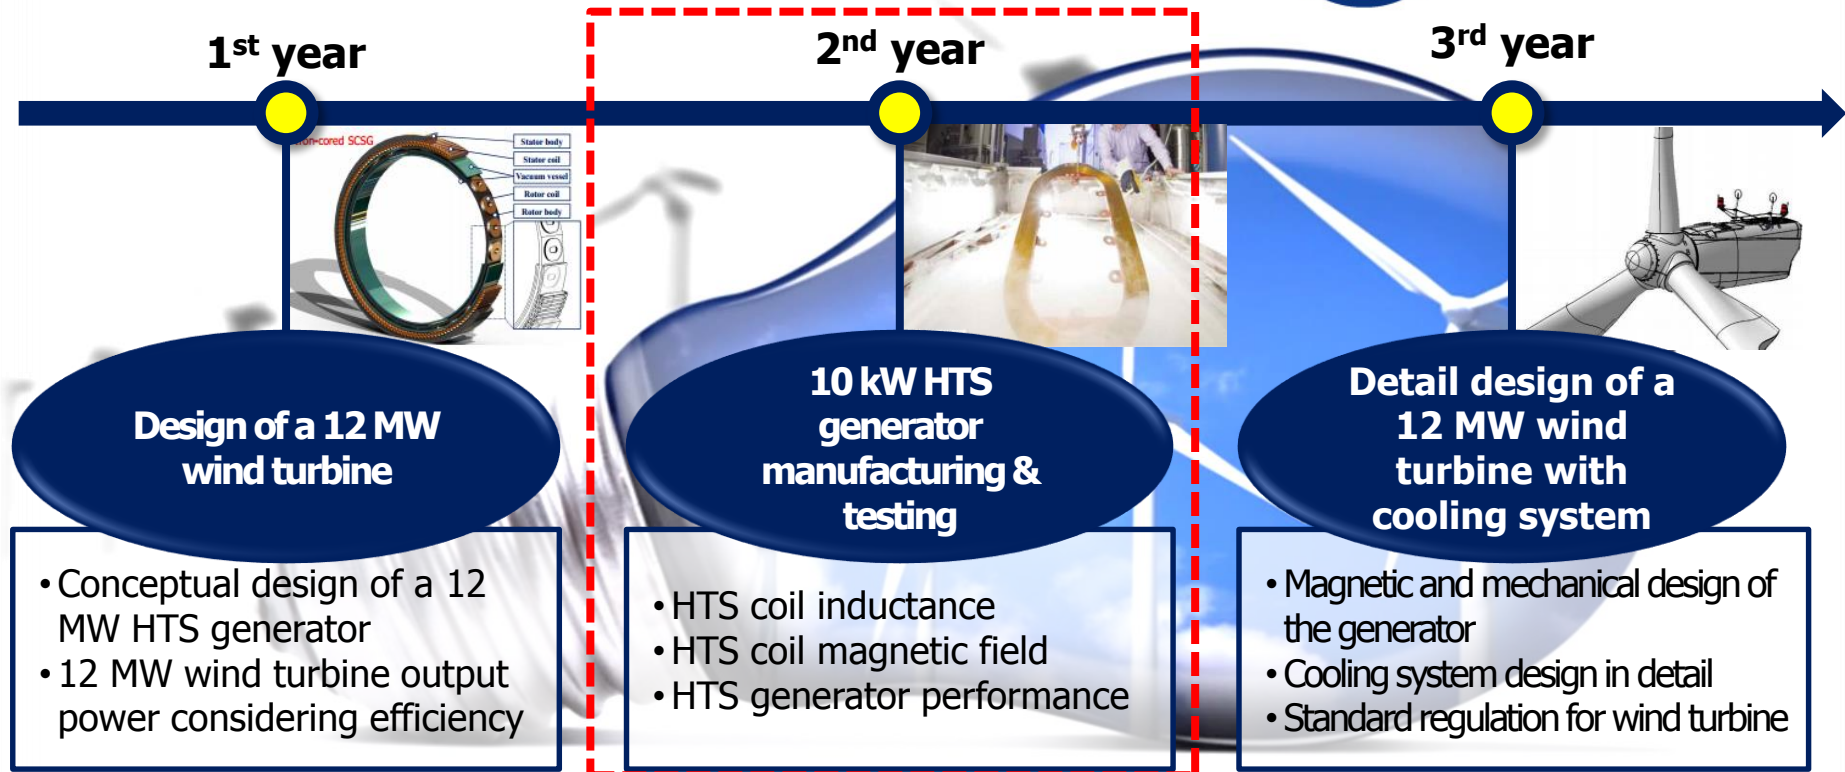 1st year
2nd year
3rd year
Iron-cored SCSG
Stator body
Stator coil
Vacuum vessel
Rotor coil
Rotor body
Design of a 12 MW
wind turbine
10 kW HTS
generator
manufacturing &
testing
Detail design of a
12 MW wind
turbine with
cooling system
• Conceptual design of a 12
MW HTS generator
• 12 MW wind turbine output
power considering efficiency
• HTS coil inductance
• HTS coil magnetic field
• HTS generator performance
• Magnetic and mechanical design of
the generator
• Cooling system design in detail
• Standard regulation for wind turbine